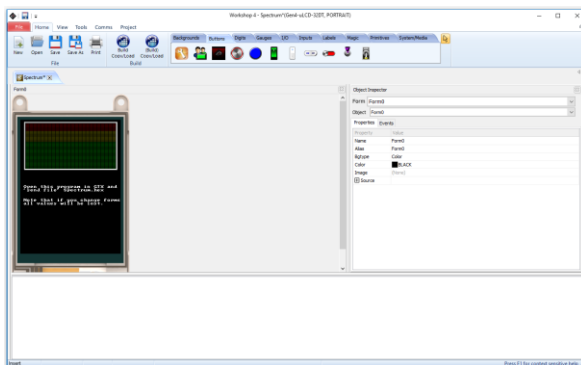 Workshop 4 - Spectrum*(Gen4-uLCD-32DT, PORTRAIT)
File Home View Tools Comms Project
New Open Save Save As Print
Build Copy/Load (Build) Copy/Load
File Build
Backgrounds Buttons Digits Gauges I/O Inputs Labels Magic Primitives System/Media
Spectrum* X
Form0
Open this program in GTX and
"Send File" Spectrum.Hex
Note that if you change forms
all values will be lost.
Object Inspector
Form Form0
Object Form0
Properties Events
Property Value
Name Form0
Alias Form0
Bgtype Color
Color BLACK
Image (None)
Source
Insert
Press F1 for context sensitive help